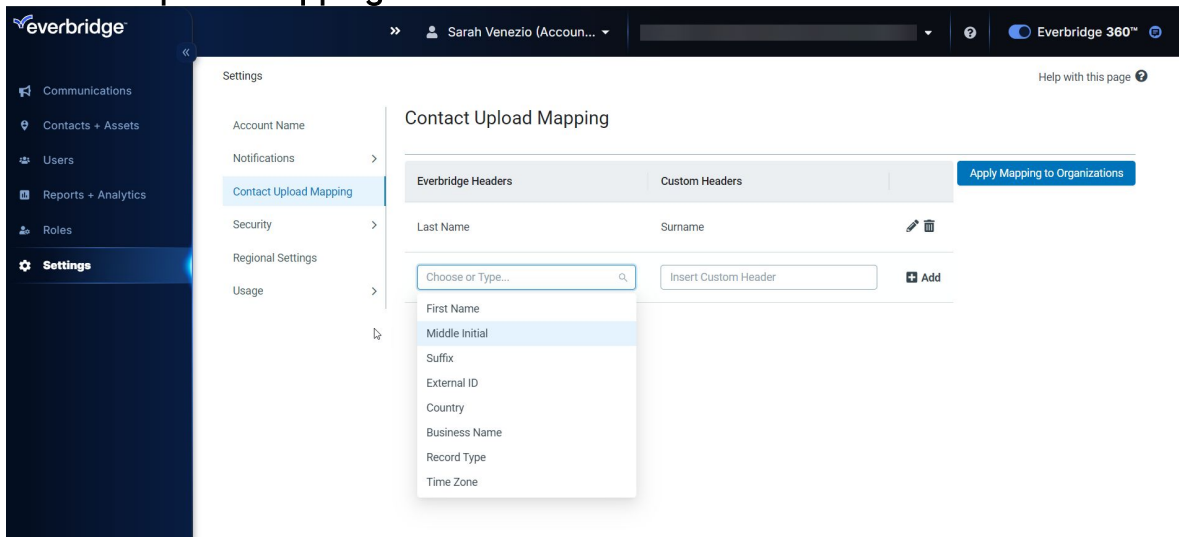 everbridge
Sarah Venezio (Accoun...
Everbridge 360™
«
»
Settings
Help with this page
Communications
Contacts + Assets
Users
Reports + Analytics
Roles
Settings
Account Name
Notifications
Contact Upload Mapping
Security
Regional Settings
Usage
Contact Upload Mapping
Everbridge Headers Custom Headers
Apply Mapping to Organizations
Last Name Surname
Choose or Type... Insert Custom Header Add
First Name
Middle Initial
Suffix
External ID
Country
Business Name
Record Type
Time Zone